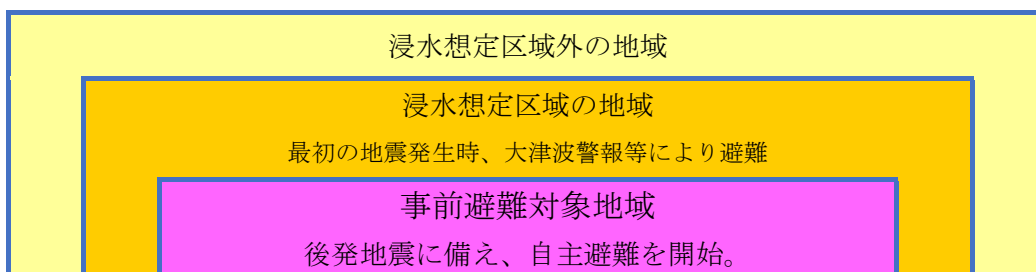 浸水想定区域外の地域
浸水想定区域の地域
最初の地震発生時、大津波警報等により避難
事前避難対象地域
後発地震に備え、自主避難を開始。